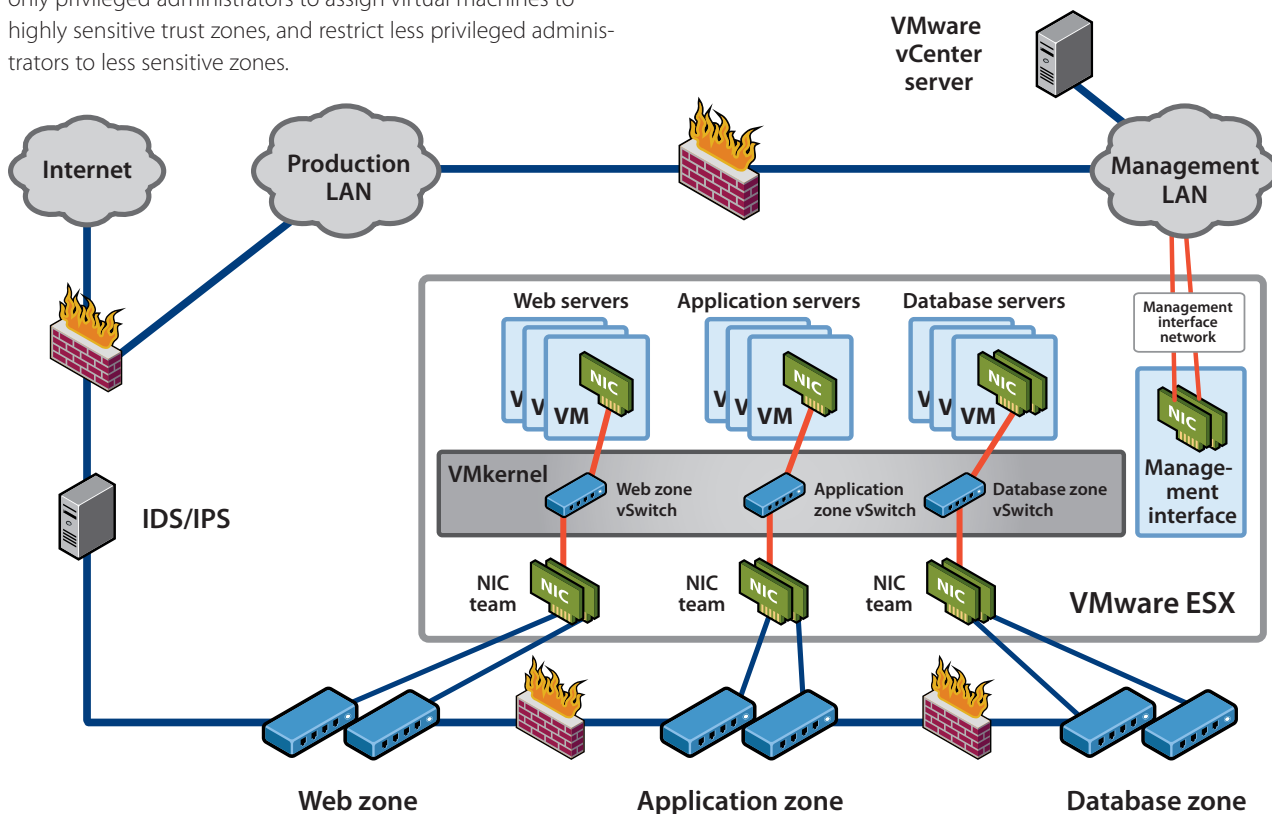 only privileged administrators to assign virtual machines to
highly sensitive trust zones, and restrict less privileged adminis-
trators to less sensitive zones.
VMware
vCenter
server
Internet
Production
LAN
Management
LAN
Web servers
Application servers
Database servers
Management
interface
network
NIC
NIC
NIC
NIC
V
V
VM
V
V
VM
V
V
VM
Manage-
ment
interface
VMkernel
Web zone
vSwitch
Application
zone vSwitch
Database zone
vSwitch
IDS/IPS
NIC
team
NIC
NIC
team
NIC
NIC
team
NIC
VMware ESX
Web zone
Application zone
Database zone